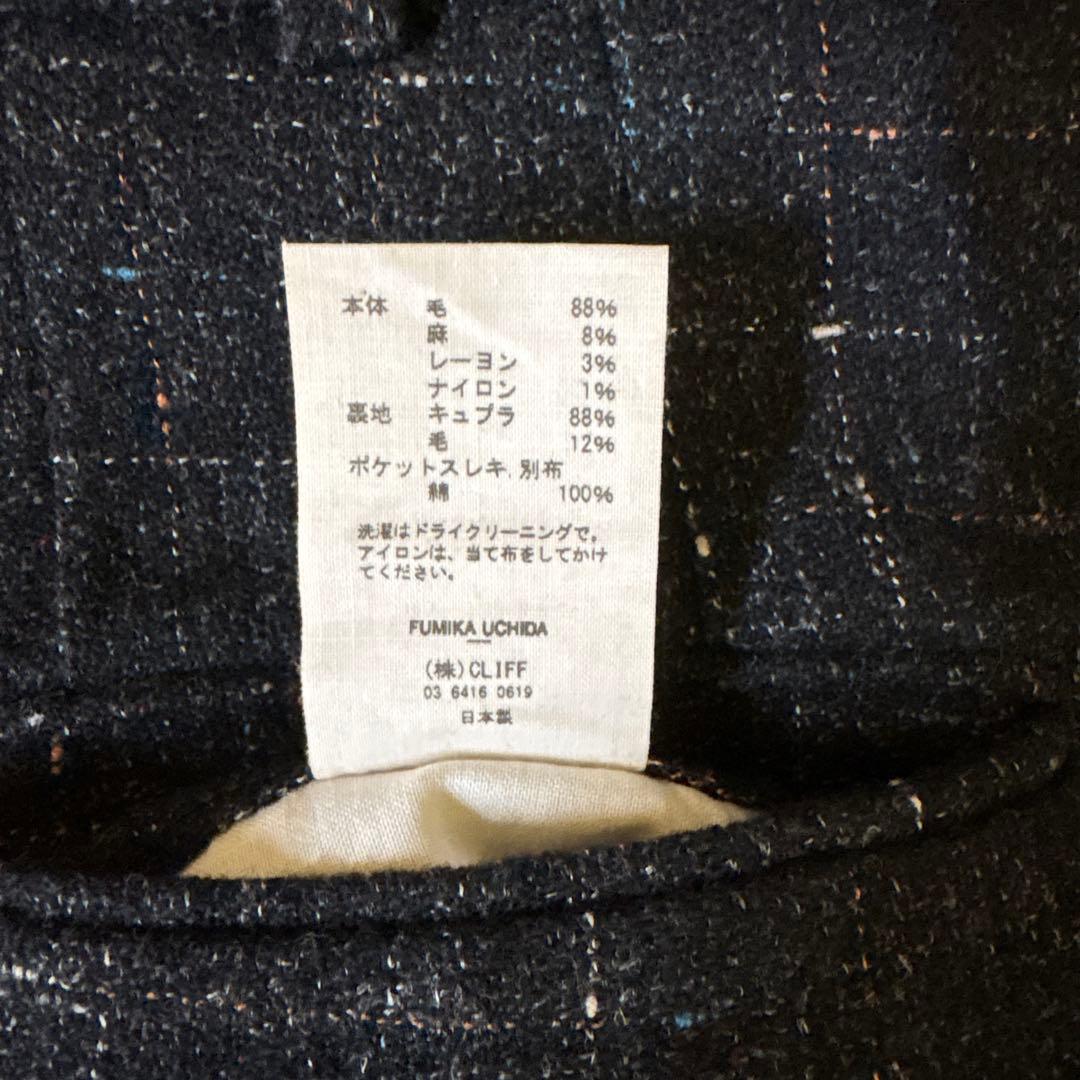 本体 毛 88%
麻 8%
レーヨン 3%
ナイロン 1%
裏地 キュプラ 88%
毛 12%
ポケットスレキ,別布
綿 100%
洗濯はドライクリーニングで。
アイロンは、当て布をしてかけ
てください。
FUMIKA UCHIDA
(株)CLIFF
03 6416 0619
日本製